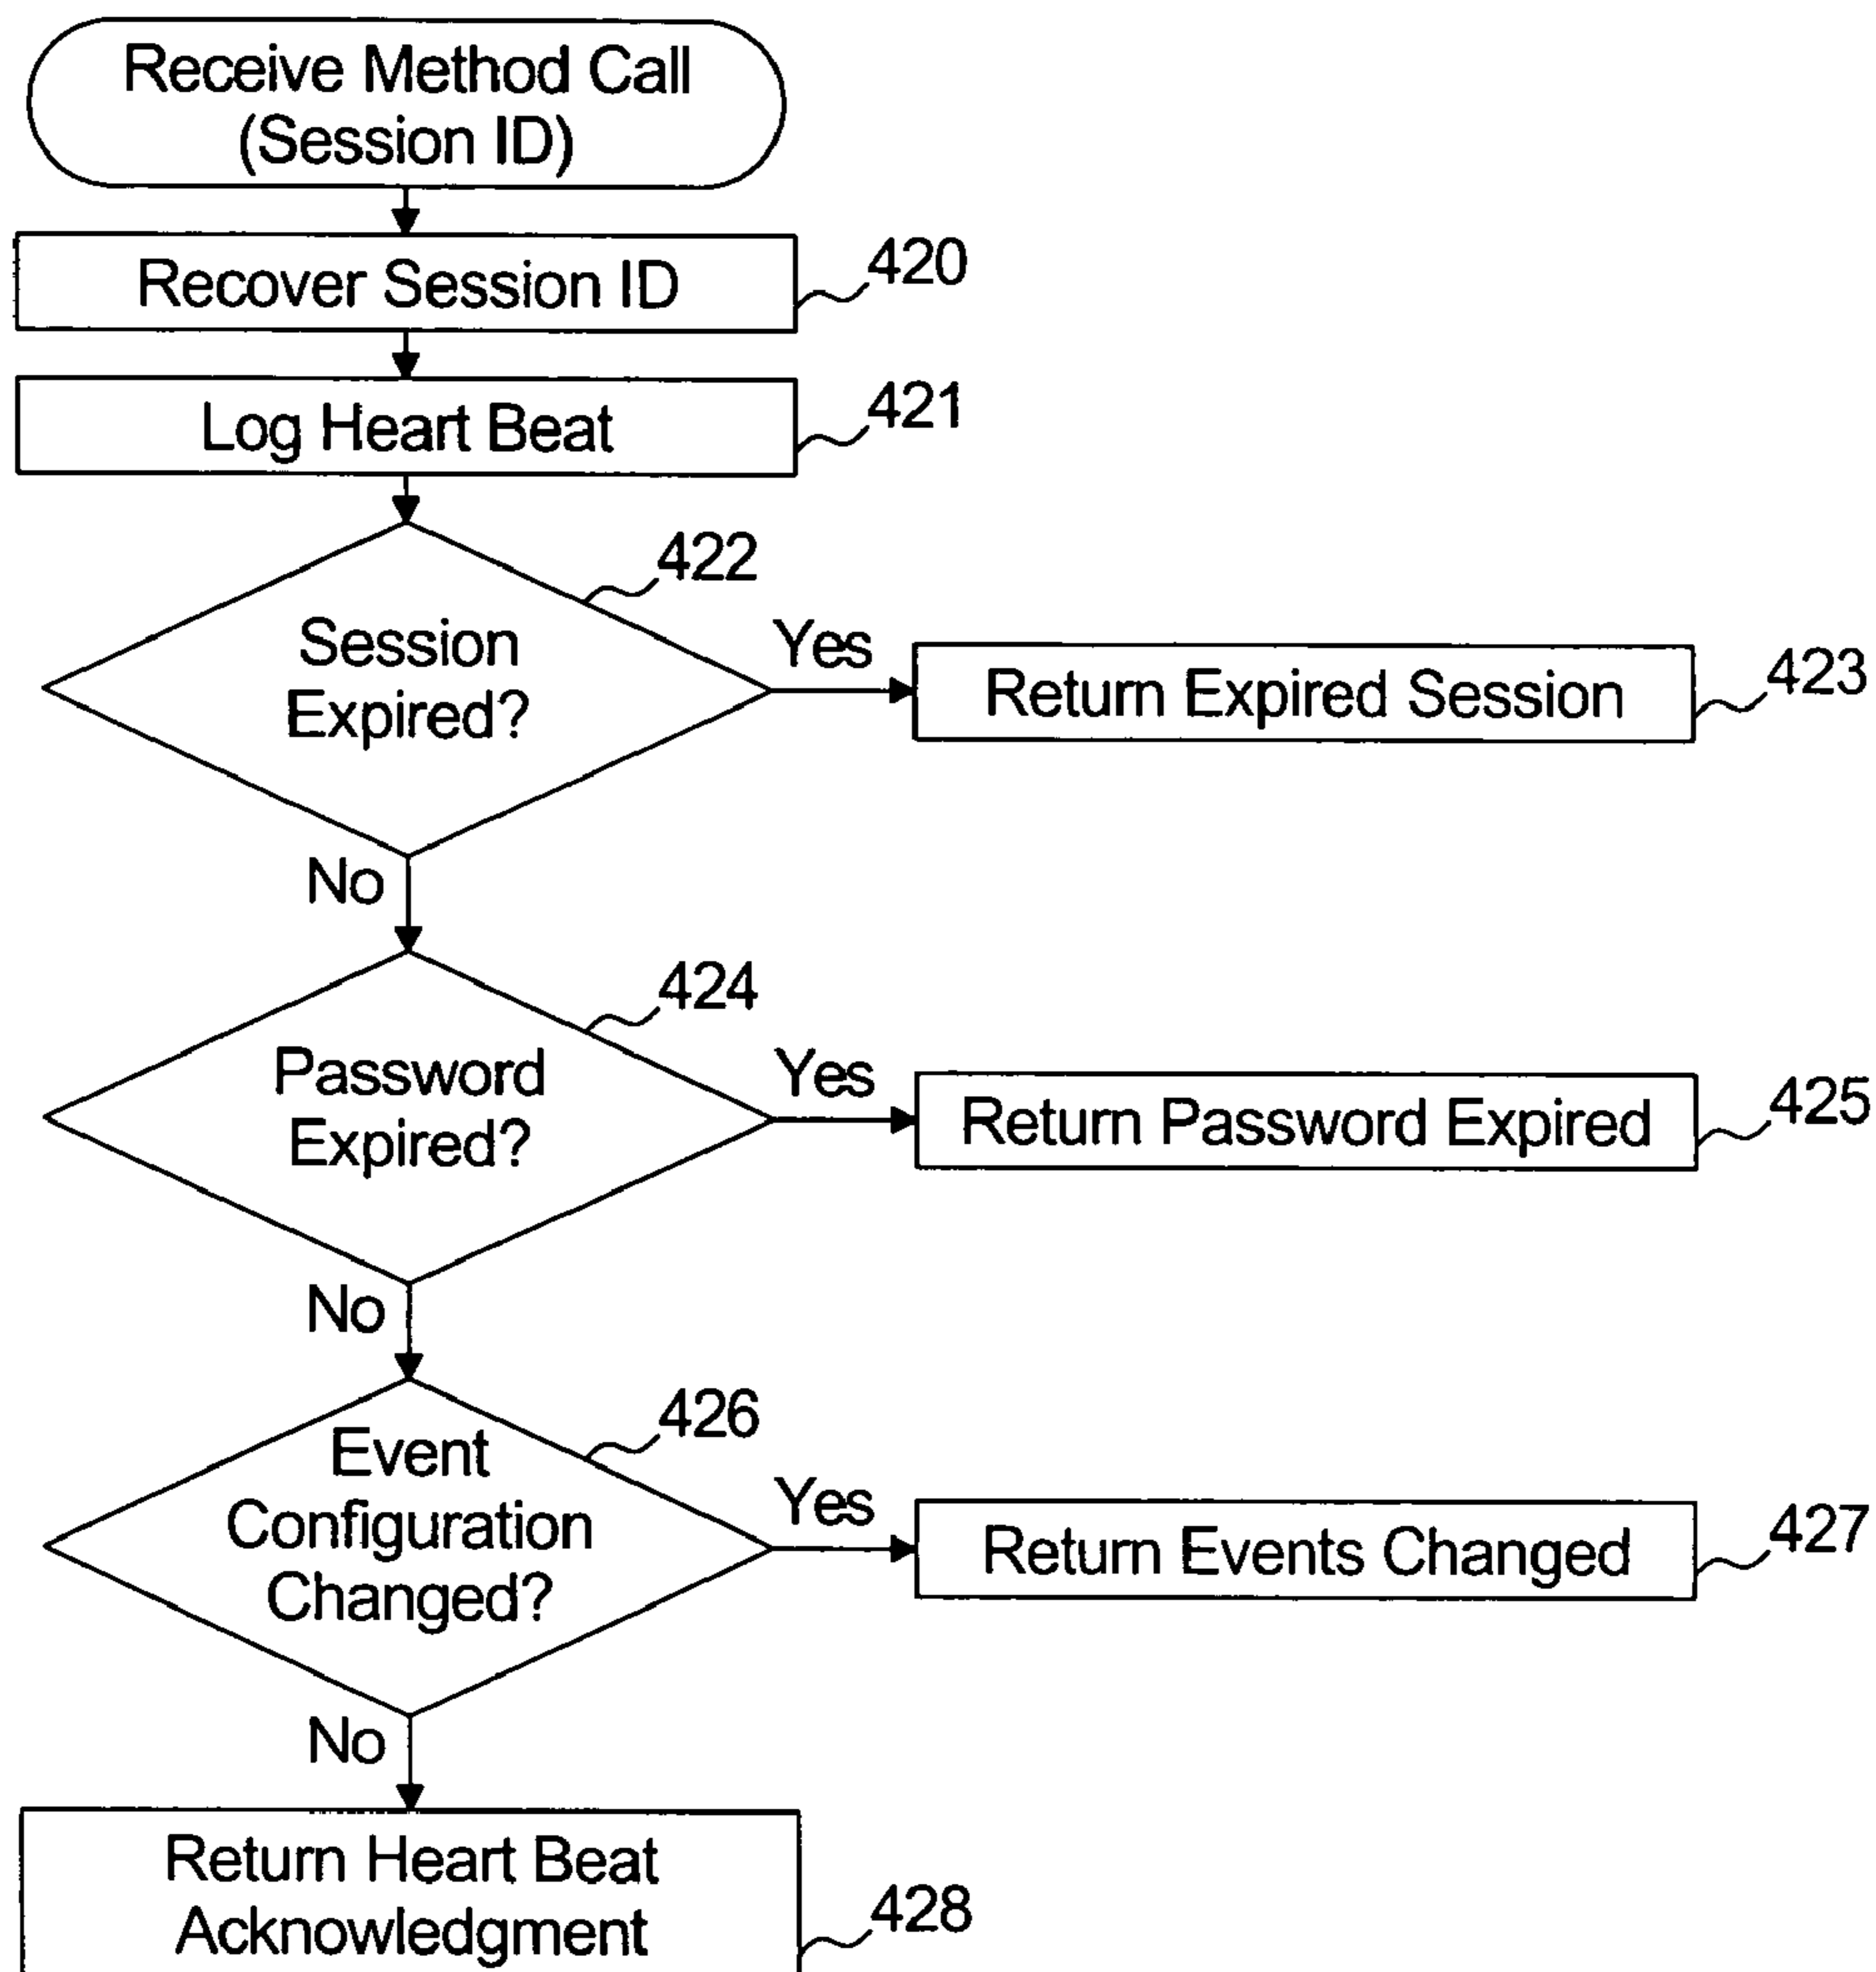 Receive Method Call
(Session ID)
Recover Session ID
420
Log Heart Beat
421
422
Session
Expired?
Yes
Return Expired Session
423
No
424
Password
Expired?
Yes
Return Password Expired
425
No
426
Event
Configuration
Changed?
Yes
Return Events Changed
427
No
Return Heart Beat
Acknowledgment
428